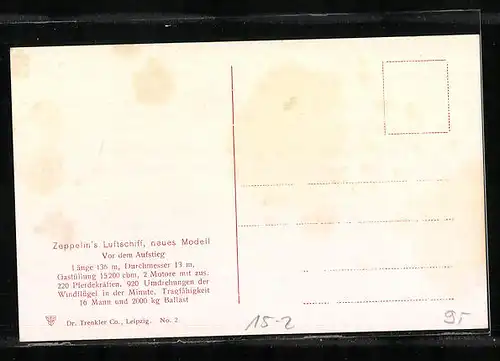 Zeppelin's Luftschiff, neues Modell
Vor dem Aufstieg
Länge 136 m, Durchmesser 13 m,
Gasfüllung 15200 cbm, 2 Motore mit zus.
220 Pferdekräften. 920 Umdrehungen der
Windflügel in der Minute, Tragfähigkeit
16 Mann und 2000 kg Ballast
Dr. Trenkler Co., Leipzig. No. 2
15-2